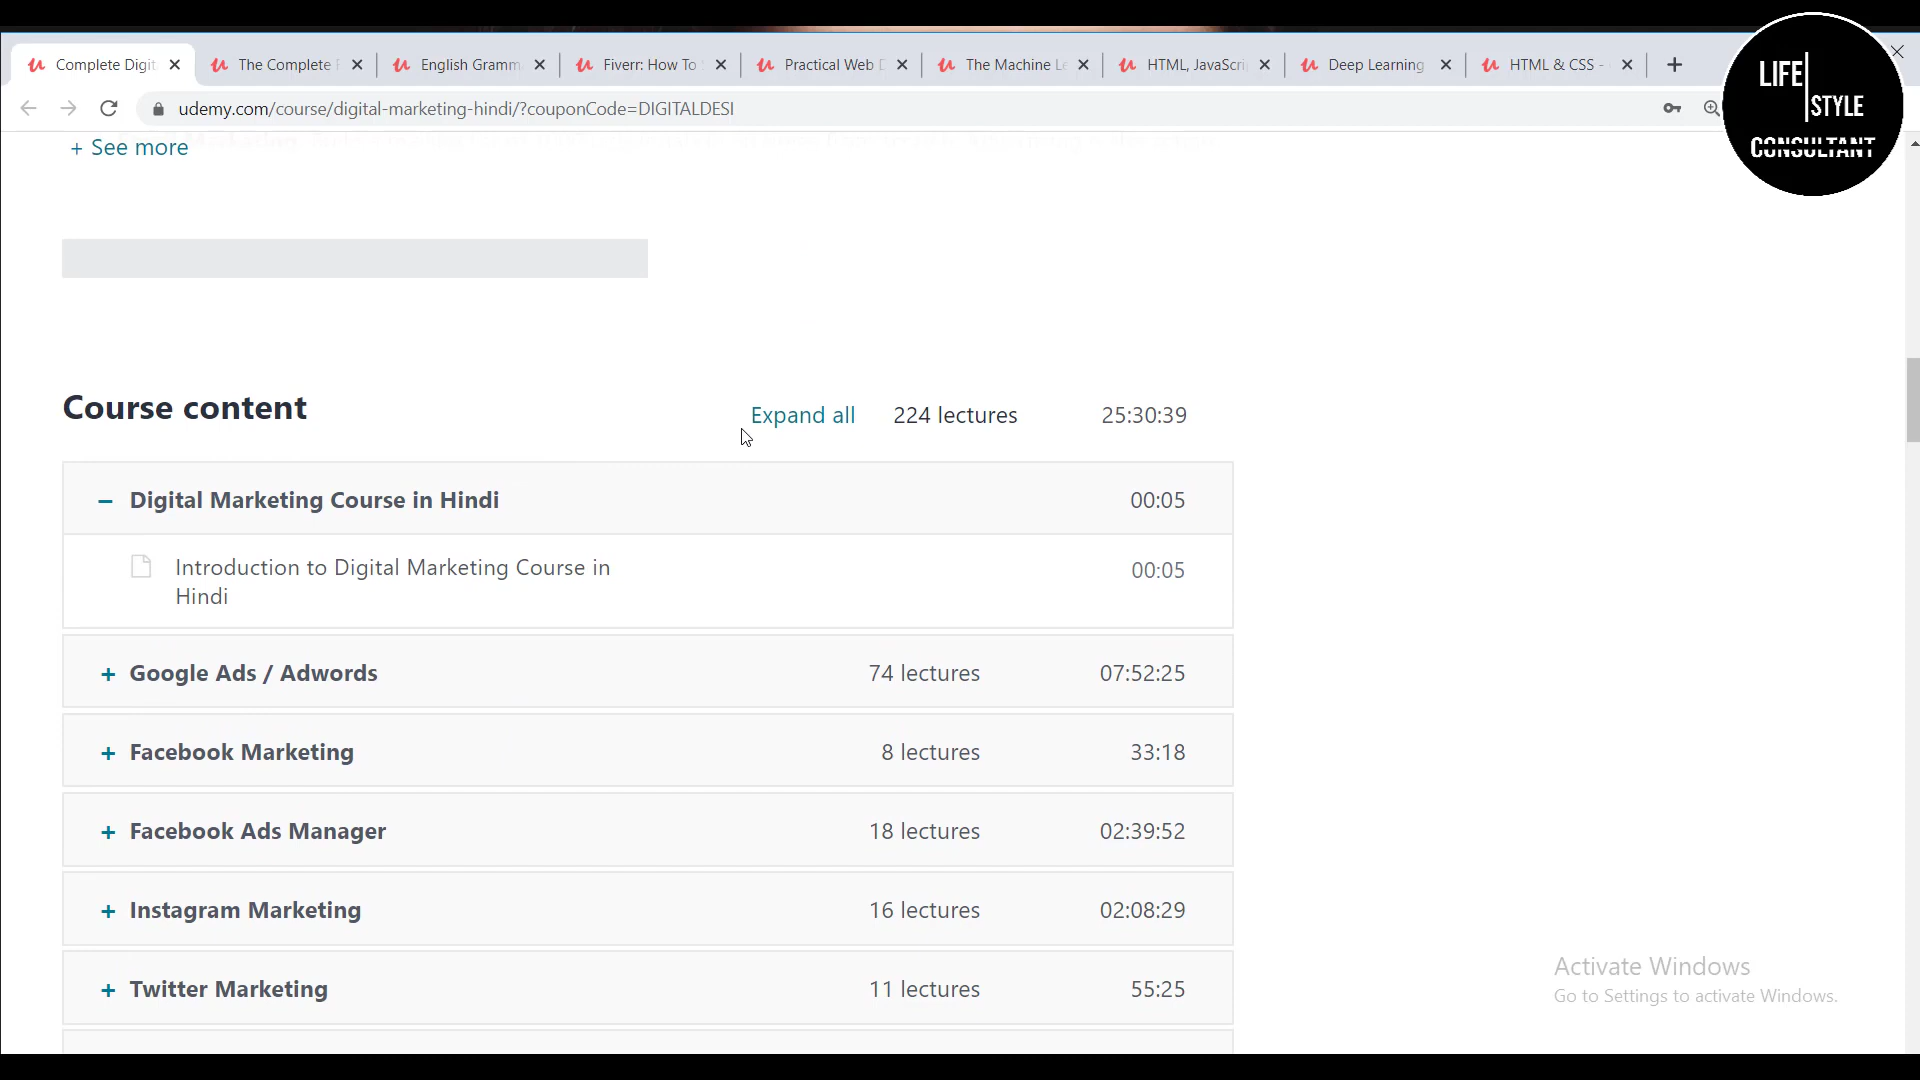 Complete Digit
The Complete
English Gramm
Fiverr: How To
Practical Web D
The Machine Le
HTML, JavaScri
Deep Learning
HTML & CSS -
LIFE
STYLE
CONSULTANT
udemy.com/course/digital-marketing-hindi/?couponCode=DIGITALDESI
+ See more
Course content
Expand all
224 lectures
25:30:39
Digital Marketing Course in Hindi
00:05
Introduction to Digital Marketing Course in
Hindi
00:05
+ Google Ads / Adwords
74 lectures
07:52:25
+ Facebook Marketing
8 lectures
33:18
+ Facebook Ads Manager
18 lectures
02:39:52
+ Instagram Marketing
16 lectures
02:08:29
+ Twitter Marketing
11 lectures
55:25
Activate Windows
Go to Settings to activate Windows.